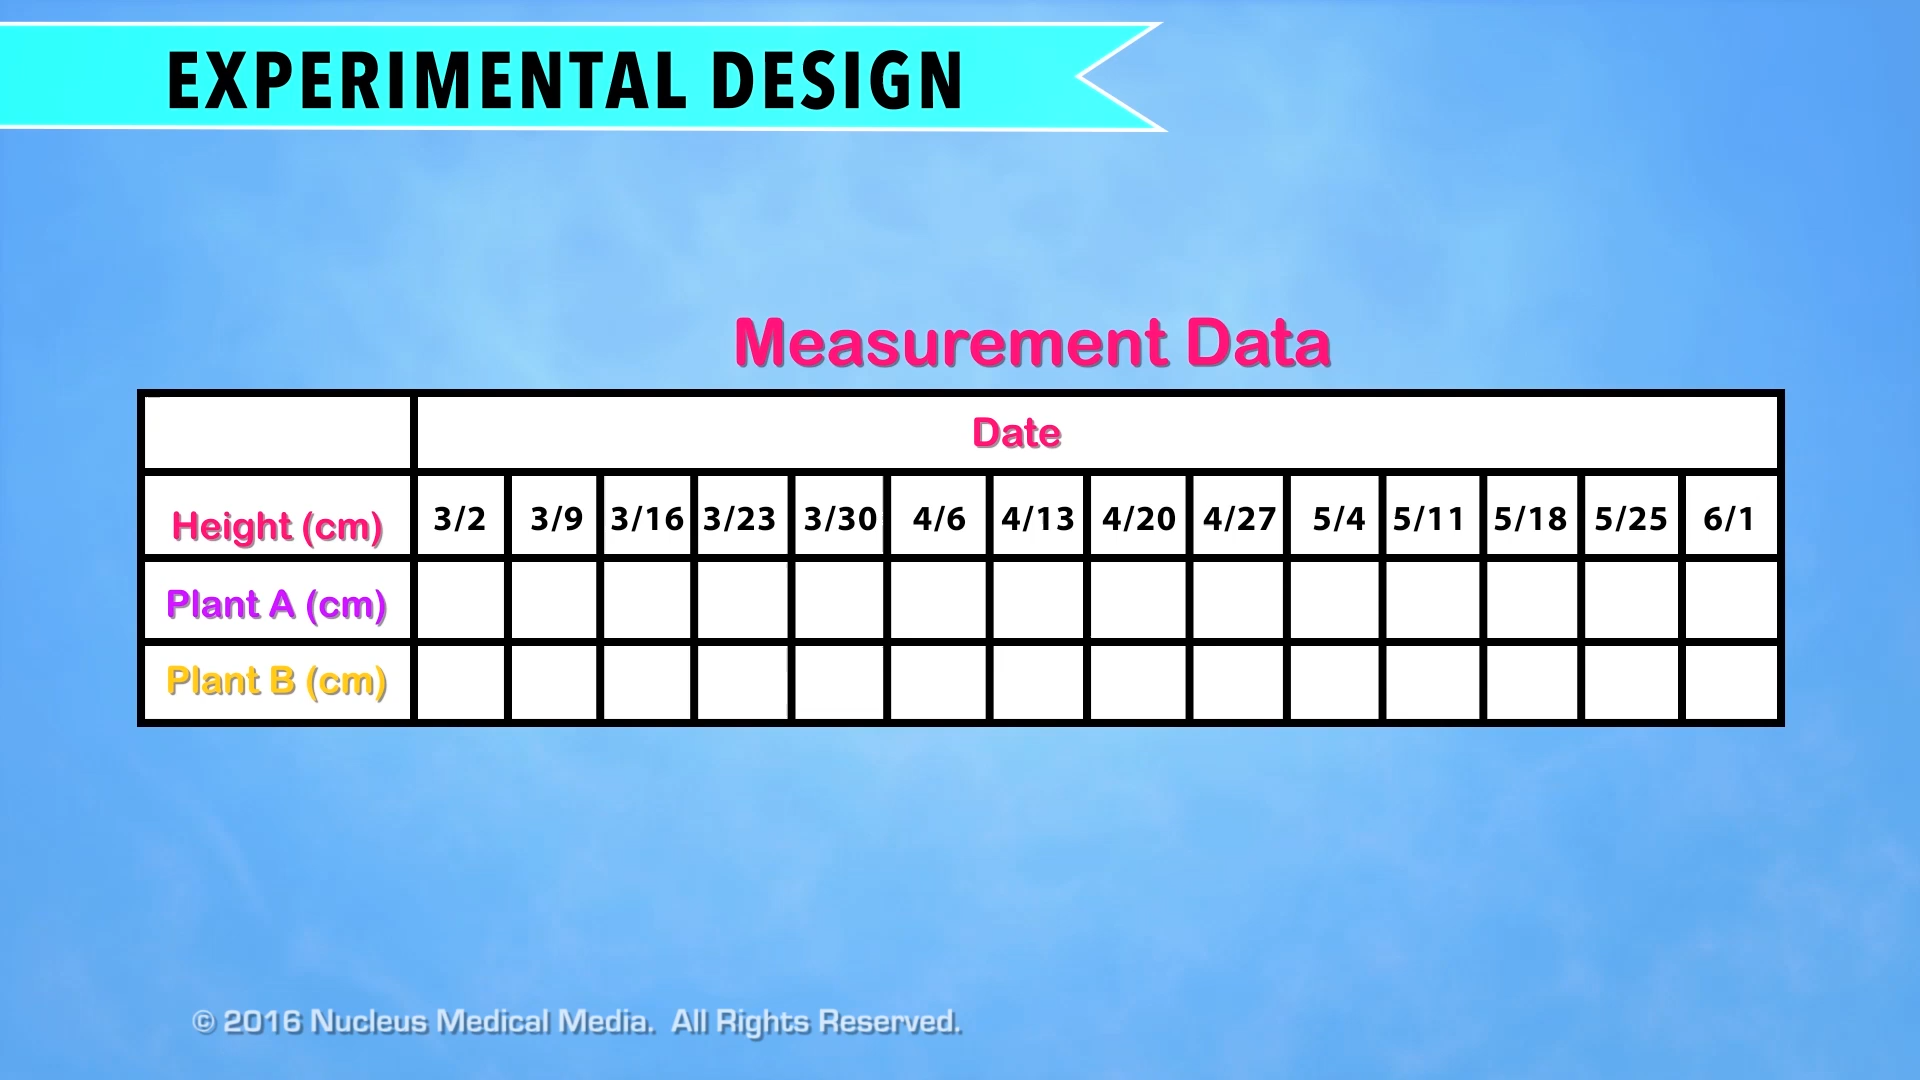 EXPERIMENTAL DESIGN
Measurement Data
Date
Height (cm) 3/2 3/9 3/16 3/23 3/30 4/6 4/13 4/20 4/27 5/4 5/11 5/18 5/25 6/1
Plant A (cm)
Plant B (cm)
© 2016 Nucleus Medical Media. All Rights Reserved.